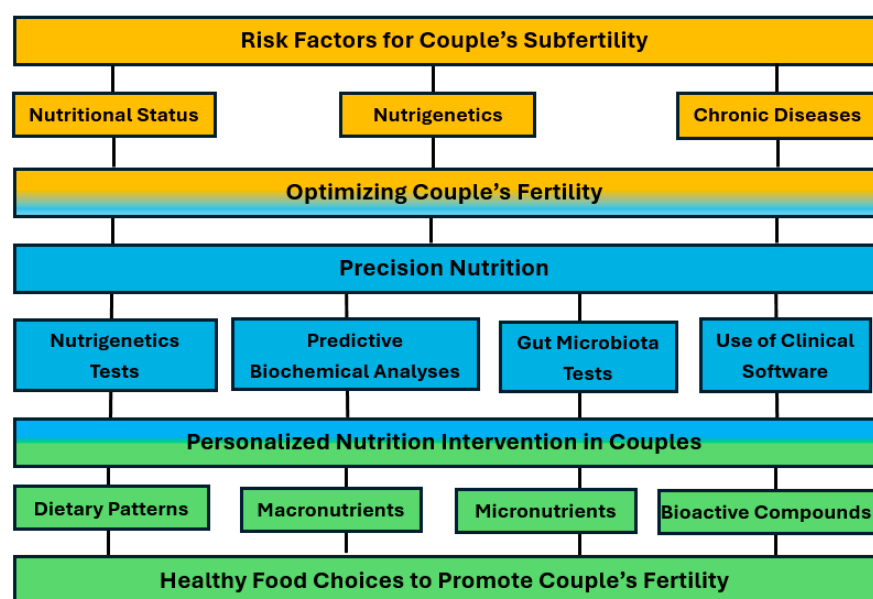 Risk Factors for Couple's Subfertility
Nutritional Status
Nutrigenetics
Chronic Diseases
Optimizing Couple's Fertility
Precision Nutrition
Nutrigenetics
Tests
Predictive
Biochemical Analyses
Gut Microbiota
Tests
Use of Clinical
Software
Personalized Nutrition Intervention in Couples
Dietary Patterns
Macronutrients
Micronutrients
Bioactive Compounds
Healthy Food Choices to Promote Couple's Fertility